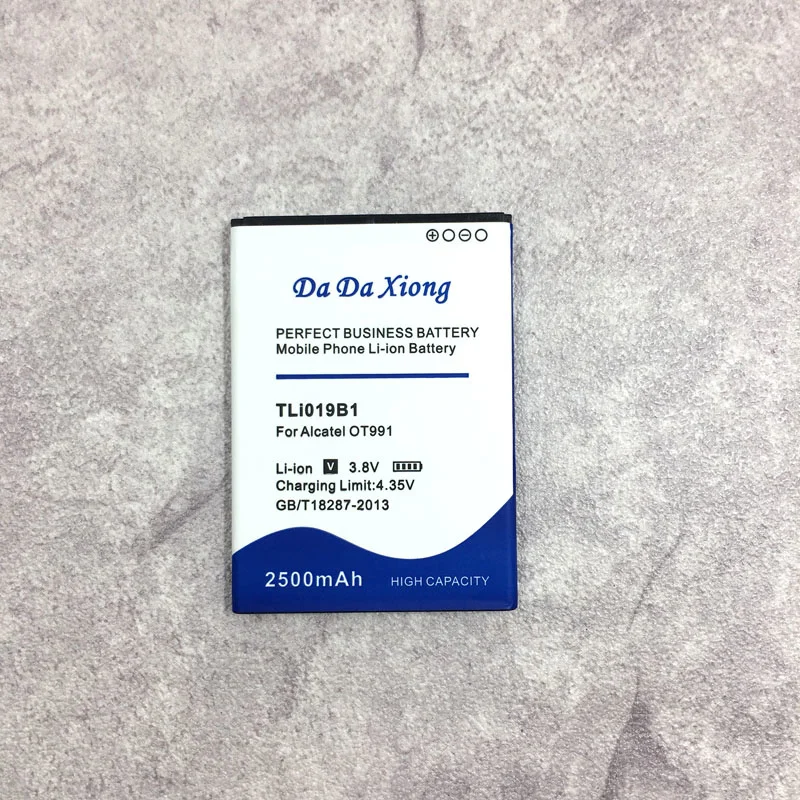 Da Da Xiong
PERFECT BUSINESS BATTERY
Mobile Phone Li-ion Battery
TLi019B1
For Alcatel OT991
Li-ion V 3.8V
Charging Limit:4.35V
GB/T18287-2013
2500mAh HIGH CAPACITY